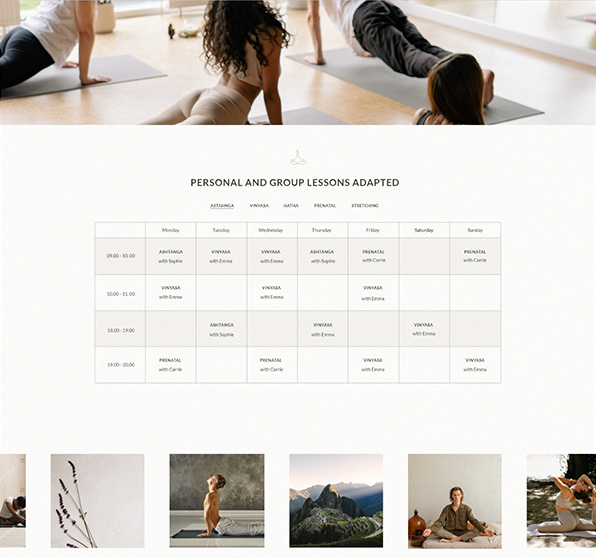 PERSONAL AND GROUP LESSONS ADAPTED
ASTAHNGA VINYASA HATHA PRENATAL STRETCHING
Monday Tuesday Wednesday Thursday Friday Saturday Sunday
ASHTANGA VINYASA VINYASA ASHTANGA PRENATAL PRENATAL
09.00 - 10.00 with Sophie with Emma with Emma with Sophie with Carrie with Carrie
VINYASA VINYASA VINYASA
10.00 - 11.00 with Emma with Emma with Emma
ASHTANGA VINYASA VINYASA
18.00 - 19.00 with Sophie with Emma with Emma
PRENATAL PRENATAL VINYASA VINYASA
19.00 - 20.00 with Carrie with Carrie with Emma with Emma